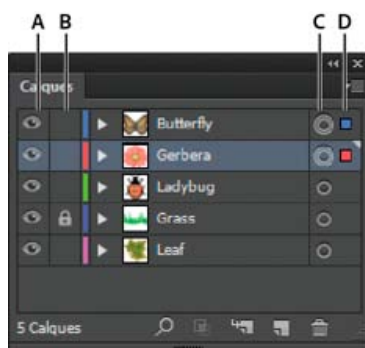 A B C D
Calques
Butterfly
Gerbera
Ladybug
Grass
Leaf
5 Calques